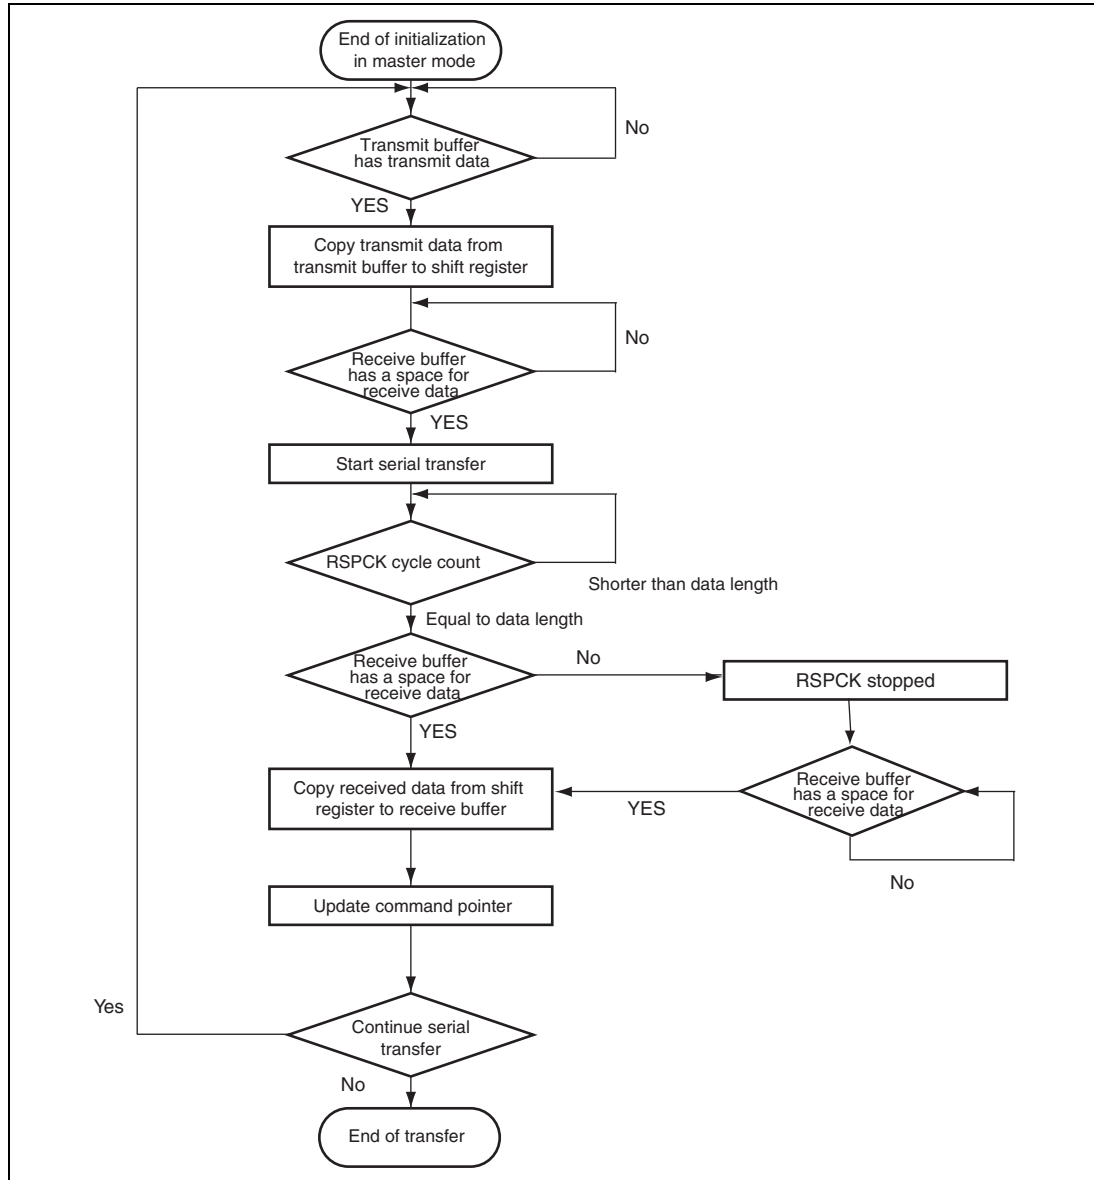 End of initialization
in master mode
No
Transmit buffer
has transmit data
YES
Copy transmit data from
transmit buffer to shift register
No
Receive buffer
has a space for
receive data
YES
Start serial transfer
RSPCK cycle count
Shorter than data length
Equal to data length
Receive buffer
has a space for
receive data
No
RSPCK stopped
YES
Copy received data from shift
register to receive buffer
YES
Receive buffer
has a space for
receive data
No
Update command pointer
Yes
Continue serial
transfer
No
End of transfer